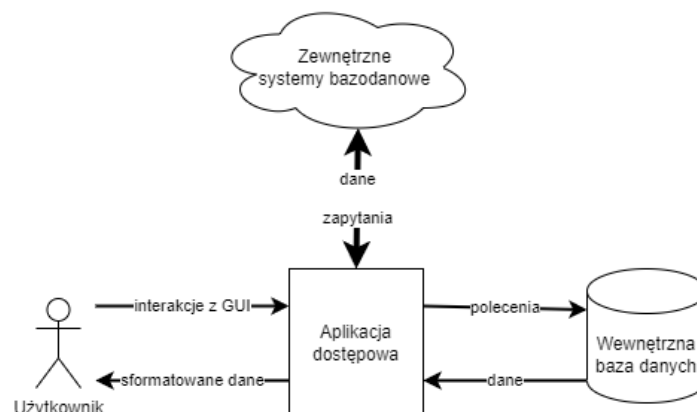 Zewnętrzne
systemy bazodanowe
dane
zapytania
interakcje z GUI
polecenia
Aplikacja
dostępowa
Wewnętrzna
baza danych
sformatowane dane
dane
Użytkownik